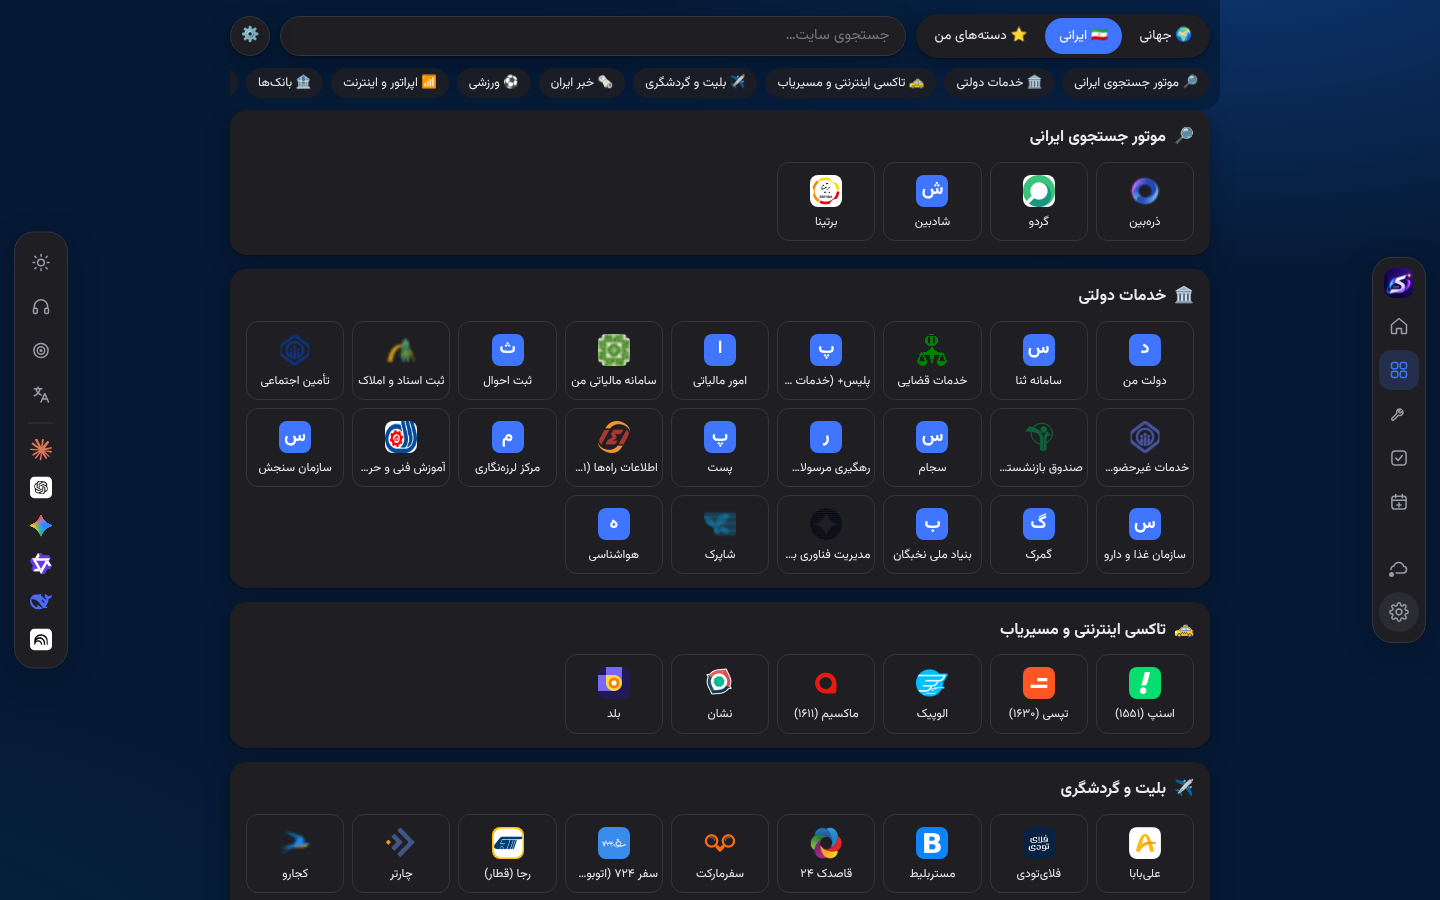 🌍 جهانی
🇮🇷 ایرانی
⭐ دسته‌های من
جستجوی سایت...
🔎 موتور جستجوی ایرانی
🏛️ خدمات دولتی
🚕 تاکسی اینترنتی و مسیریاب
✈️ بلیت و گردشگری
🗞️ خبر ایران
⚽ ورزشی
📶 اپراتور و اینترنت
🏦 بانک‌ها
🔎 موتور جستجوی ایرانی
ذره‌بین
گردو
ش
شادبین
برتینا
🏛️ خدمات دولتی
د
دولت من
س
سامانه ثنا
خدمات قضایی
پ
پلیس+ (خدمات ...
ا
امور مالیاتی
سامانه مالیاتی من
ث
ثبت احوال
ثبت اسناد و املاک
تأمین اجتماعی
خدمات غیرحضو...
صندوق بازنشست...
س
سجام
ر
رهگیری مرسولا...
پ
پست
اطلاعات راه‌ها (۱...
م
مرکز لرزه‌نگاری
آموزش فنی و حر...
س
سازمان سنجش
س
سازمان غذا و دارو
گ
گمرک
ب
بنیاد ملی نخبگان
مدیریت فناوری ب...
شاپرک
ه
هواشناسی
🚕 تاکسی اینترنتی و مسیریاب
اسنپ (۱۵۵۱)
تپسی (۱۶۳۰)
الوپیک
ماکسیم (۱۶۱۱)
نشان
بلد
✈️ بلیت و گردشگری
علی‌بابا
فلای
تودی
فلای‌تودی
B
مستربلیط
قاصدک ۲۴
سفرمارکت
سفر ۷۲۴ (اتوبو...
رجا (قطار)
چارتر
کجارو